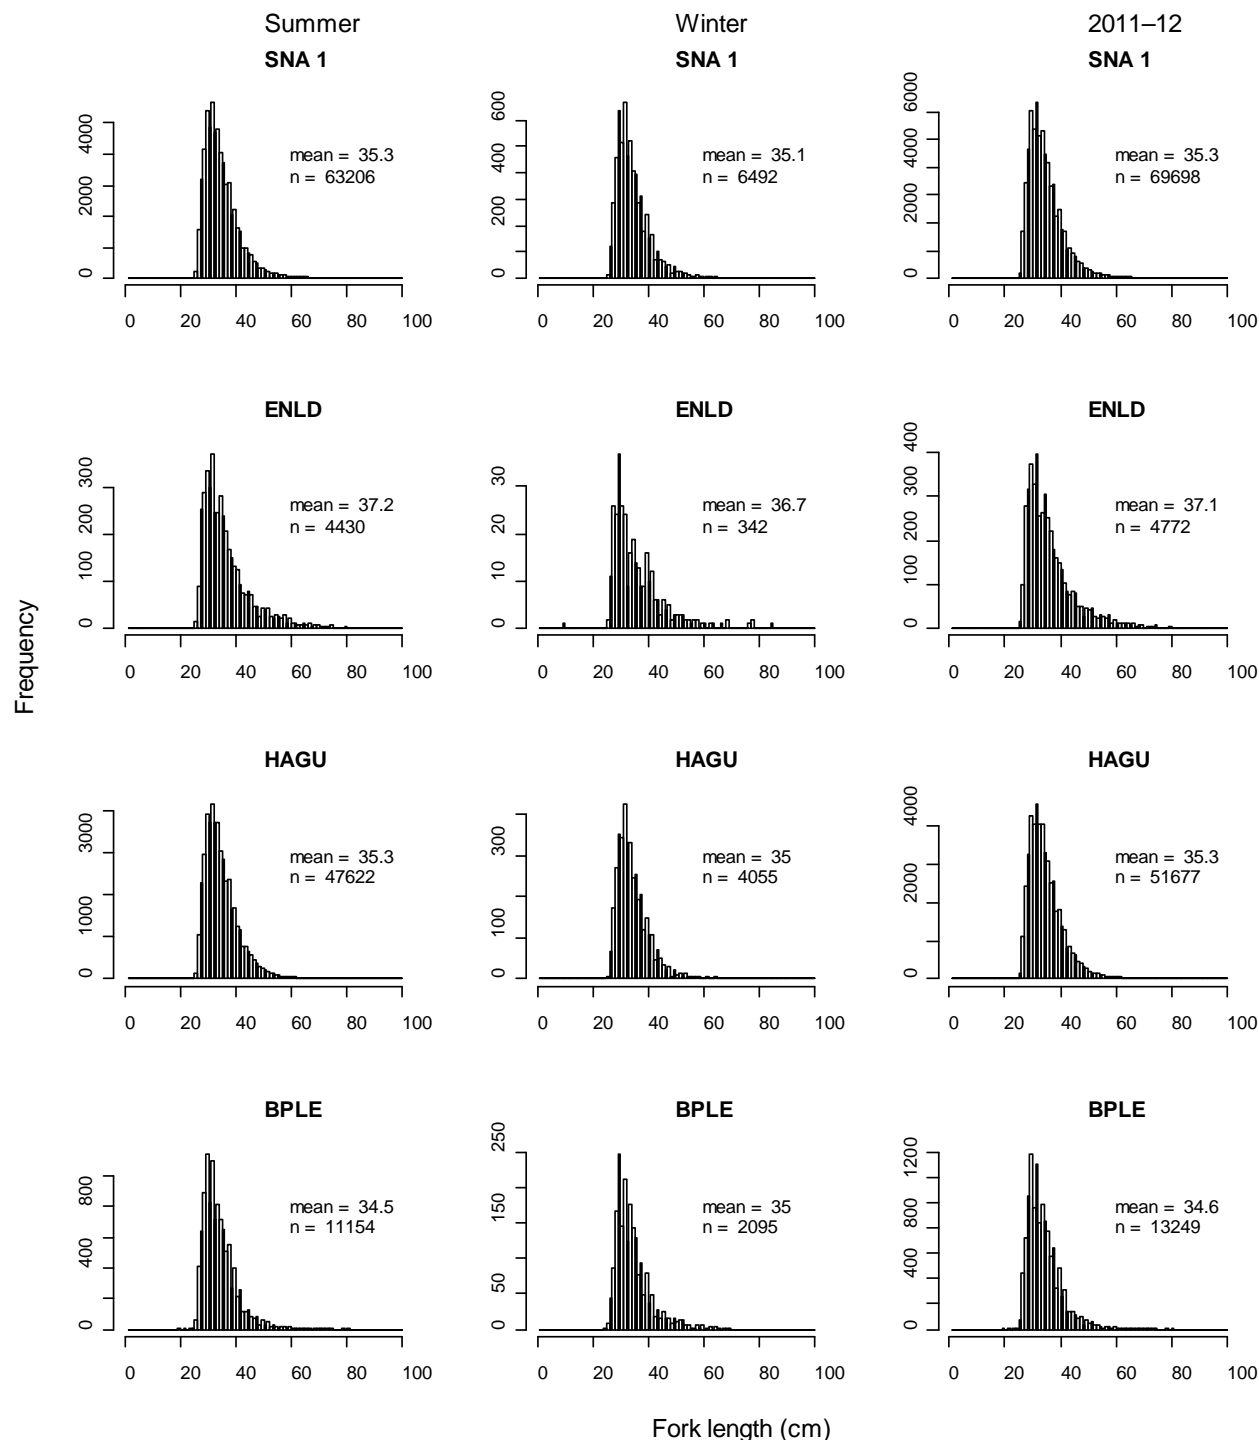 Summer Winter 2011–12
SNA 1 SNA 1 SNA 1
0 2000 4000
mean = 35.3
n = 63206
0 20 40 60 80 100
0 200 400 600
mean = 35.1
n = 6492
0 20 40 60 80 100
0 2000 4000 6000
mean = 35.3
n = 69698
0 20 40 60 80 100
ENLD ENLD ENLD
0 100 200 300
mean = 37.2
n = 4430
0 20 40 60 80 100
0 10 20 30
mean = 36.7
n = 342
0 20 40 60 80 100
0 100 200 300 400
mean = 37.1
n = 4772
0 20 40 60 80 100
Frequency
HAGU HAGU HAGU
0 1000 3000
mean = 35.3
n = 47622
0 20 40 60 80 100
0 100 300
mean = 35
n = 4055
0 20 40 60 80 100
0 2000 4000
mean = 35.3
n = 51677
0 20 40 60 80 100
BPLE BPLE BPLE
0 400 800
mean = 34.5
n = 11154
0 20 40 60 80 100
0 50 150 250
mean = 35
n = 2095
0 20 40 60 80 100
0 400 800 1200
mean = 34.6
n = 13249
0 20 40 60 80 100
Fork length (cm)